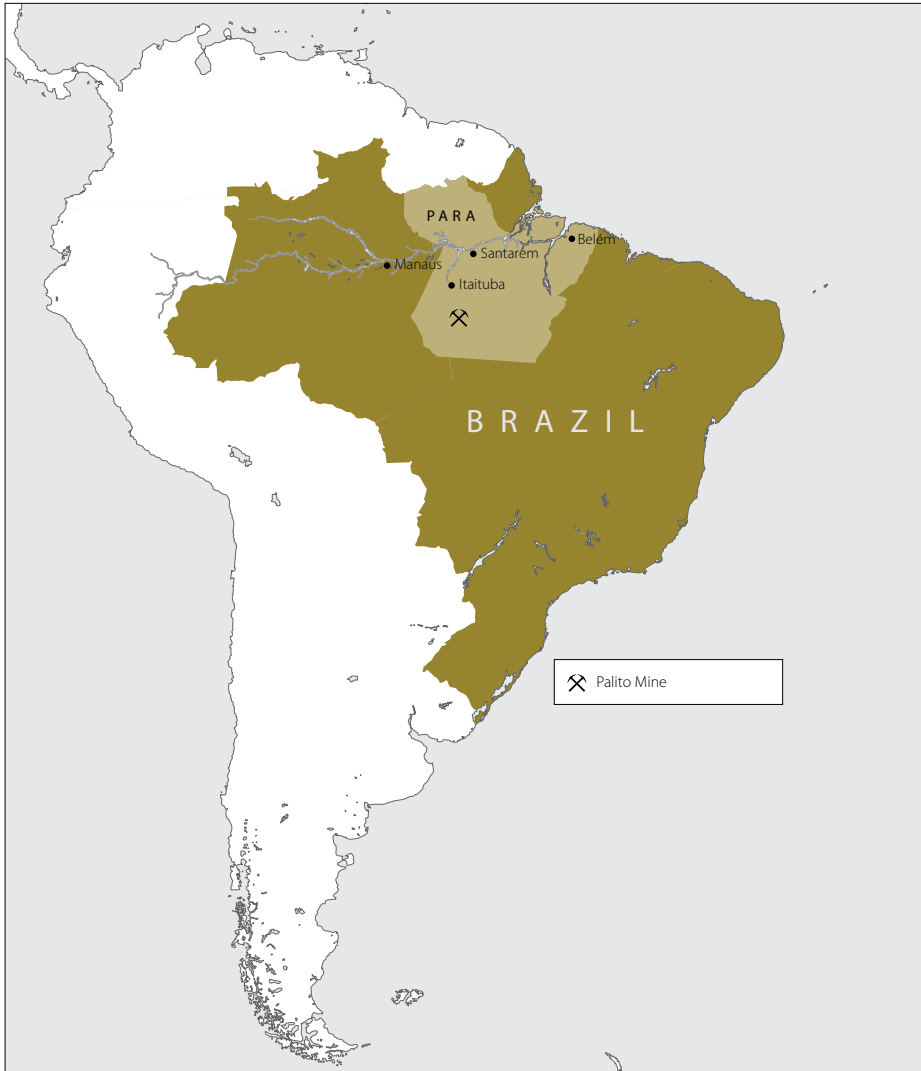 PARA
Belém
Santarém
Manaus
Itaituba
BRAZIL
Palito Mine